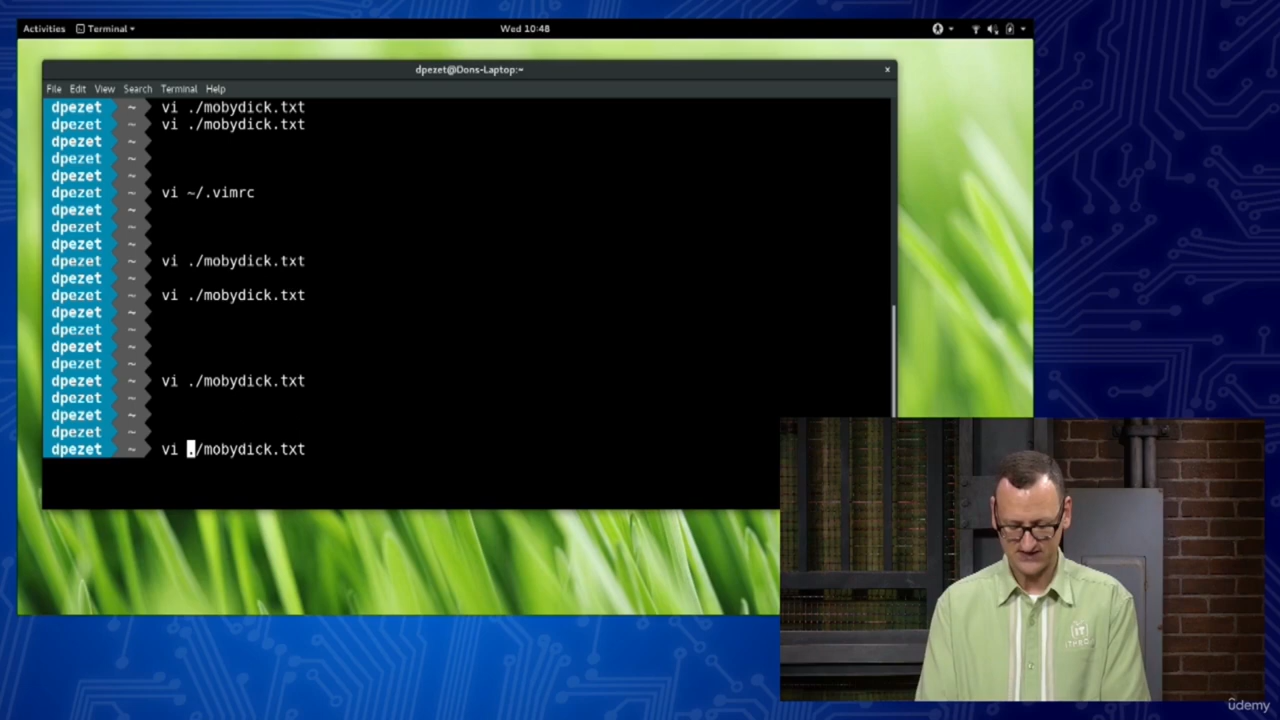 Activities Terminal Wed 10:48
dpezet@Dons-Laptop:~ ×
File Edit View Search Terminal Help
dpezet ~ vi ./mobydick.txt
dpezet ~ vi ./mobydick.txt
dpezet ~
dpezet ~
dpezet ~
dpezet ~ vi ~/.vimrc
dpezet ~
dpezet ~
dpezet ~
dpezet ~ vi ./mobydick.txt
dpezet ~
dpezet ~ vi ./mobydick.txt
dpezet ~
dpezet ~
dpezet ~
dpezet ~
dpezet ~ vi ./mobydick.txt
dpezet ~
dpezet ~
dpezet ~
dpezet ~ vi ./mobydick.txt
IT
ITPRO
ûdemy